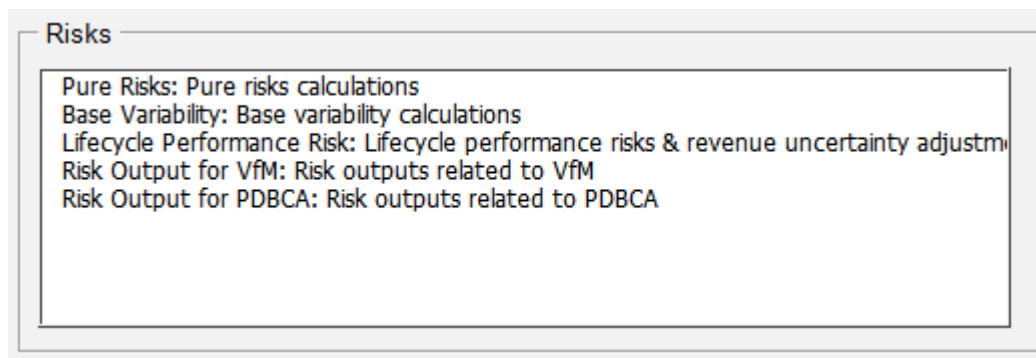 Risks
Pure Risks: Pure risks calculations
Base Variability: Base variability calculations
Lifecycle Performance Risk: Lifecycle performance risks & revenue uncertainty adjustm
Risk Output for VfM: Risk outputs related to VfM
Risk Output for PDBCA: Risk outputs related to PDBCA